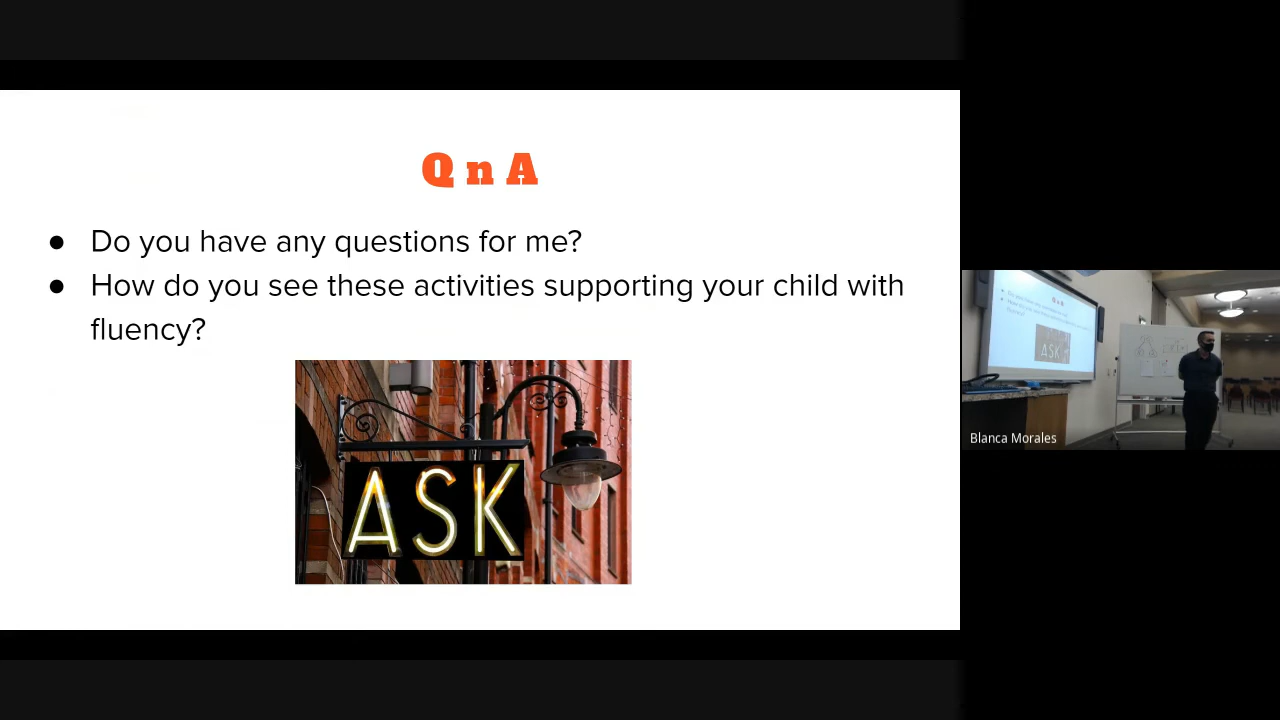 Q n A
● Do you have any questions for me?
● How do you see these activities supporting your child with
fluency?
ASK
Blanca Morales